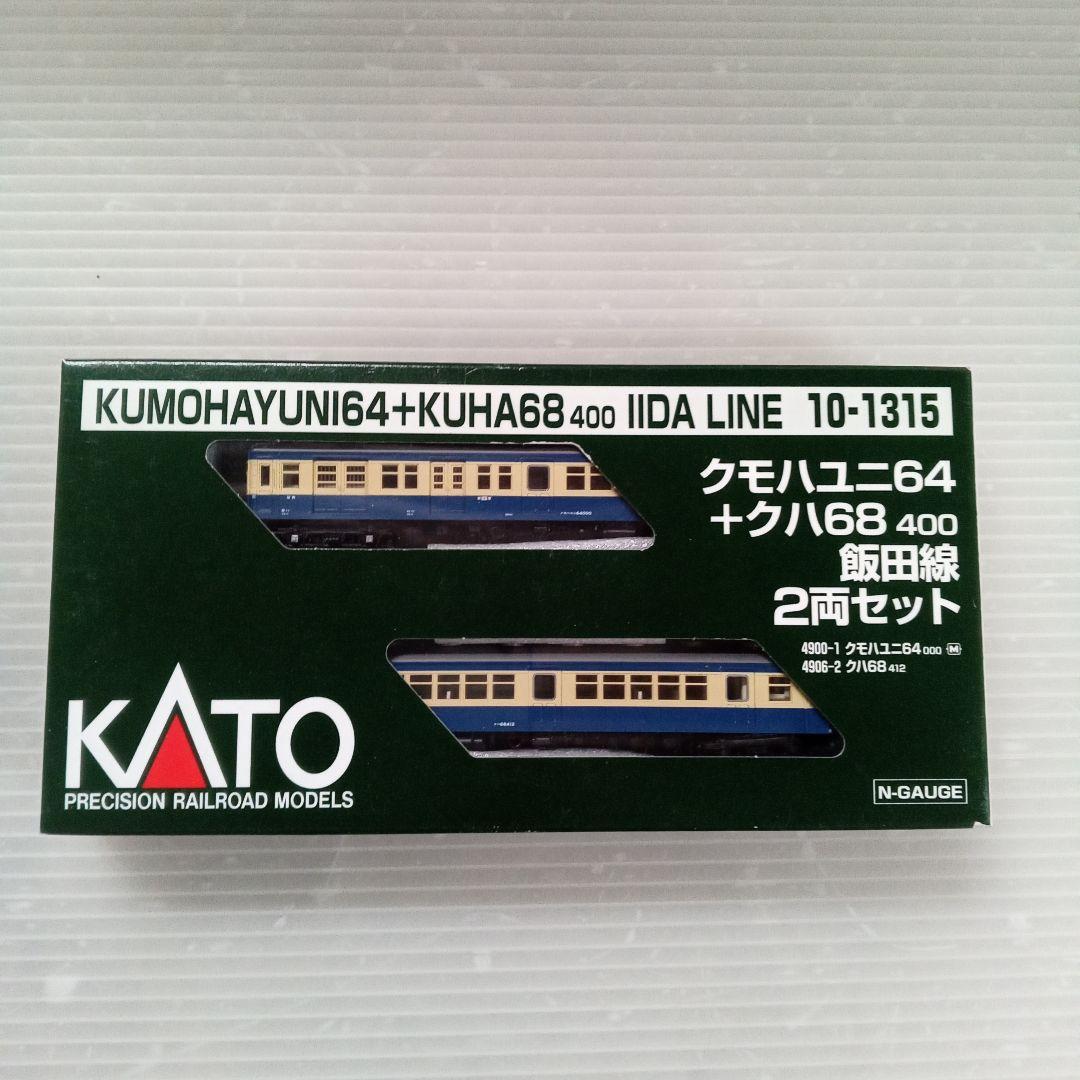 KUMOHAYUNI64+KUHA68 400 IIDA LINE 10-1315
クモハユニ64
+クハ68 400
飯田線
2両セット
4900-1 クモハユニ64 000 M
4906-2 クハ68 412
KATO
PRECISION RAILROAD MODELS
N-GAUGE